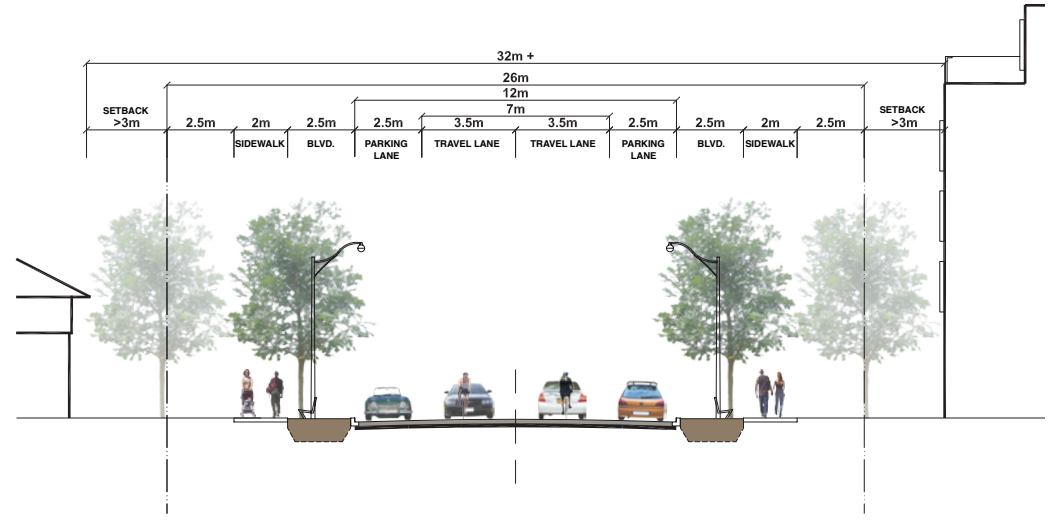 32m +
26m
12m
7m
SETBACK
>3m
2.5m
2m
2.5m
2.5m
3.5m
3.5m
2.5m
2.5m
2m
2.5m
SETBACK
>3m
SIDEWALK
BLVD.
PARKING
LANE
TRAVEL LANE
TRAVEL LANE
PARKING
LANE
BLVD.
SIDEWALK